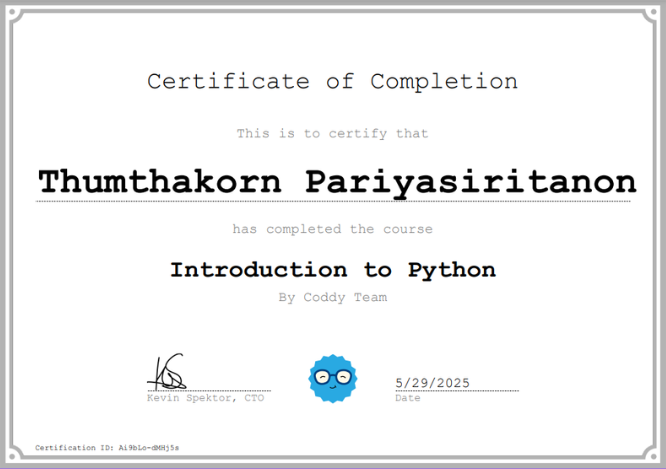 Certificate of Completion
This is to certify that
Thumthakorn Pariyasiritanon
has completed the course
Introduction to Python
By Coddy Team
5/29/2025
Kevin Spektor, CTO
Date
Certification ID: Ai9bLo-dMHj5s